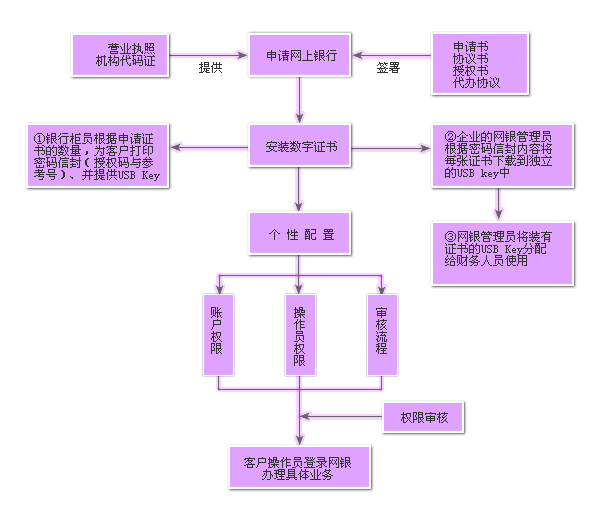 营业执照
机构代码证
提供
申请网上银行
签署
申请书
协议书
授权书
代办协议
①银行柜员根据申请证
书的数量，为客户打印
密码信封（授权码与参
考号）、并提供USB Key
安装数字证书
②企业的网银管理员
根据密码信封内容将
每张证书下载到独立
的USB key中
个 性 配 置
③网银管理员将装有
证书的USB Key分配
给财务人员使用
账户权限
操作员权限
审核流程
权限审核
客户操作员登录网银
办理具体业务